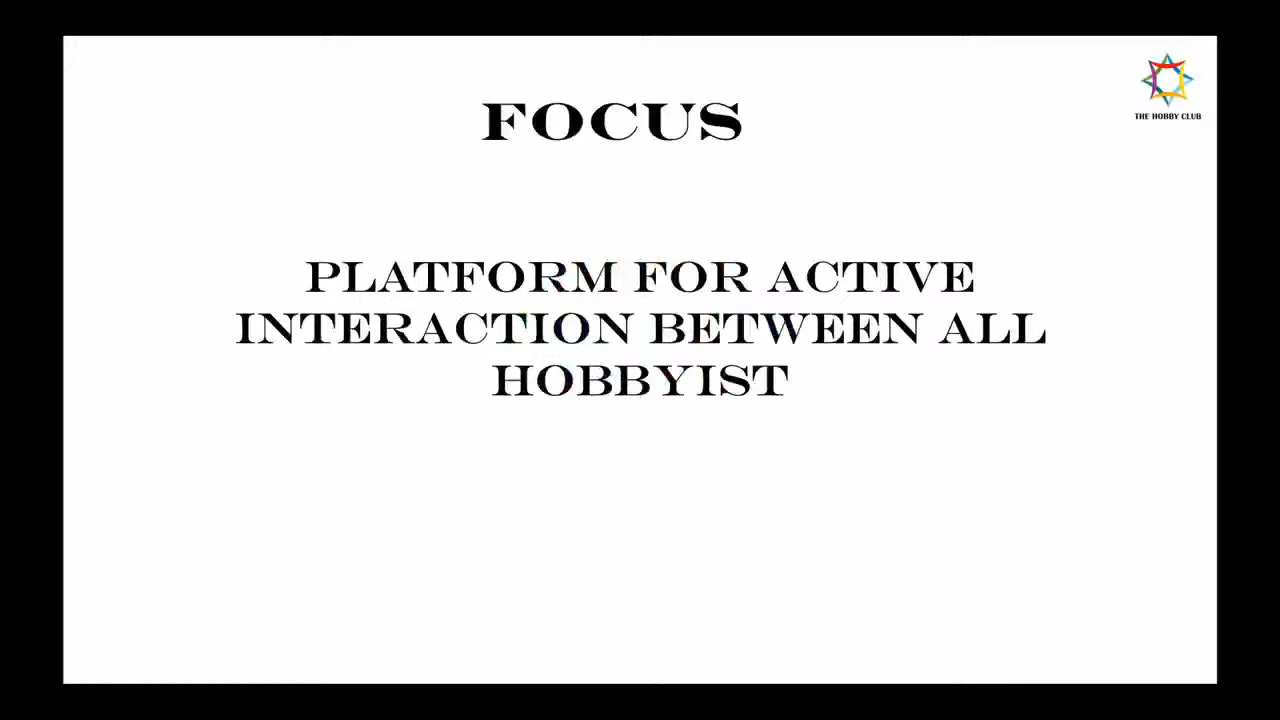 FOCUS
THE HOBBY CLUB
PLATFORM FOR ACTIVE
INTERACTION BETWEEN ALL
HOBBYIST